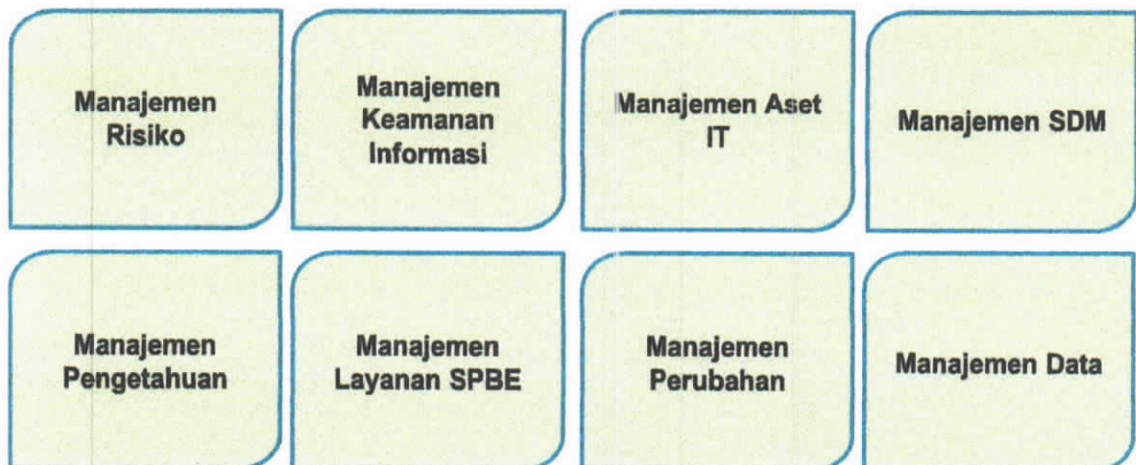 Manajemen
Risiko
Manajemen
Keamanan
Informasi
Manajemen Aset
IT
Manajemen SDM
Manajemen
Pengetahuan
Manajemen
Layanan SPBE
Manajemen
Perubahan
Manajemen Data